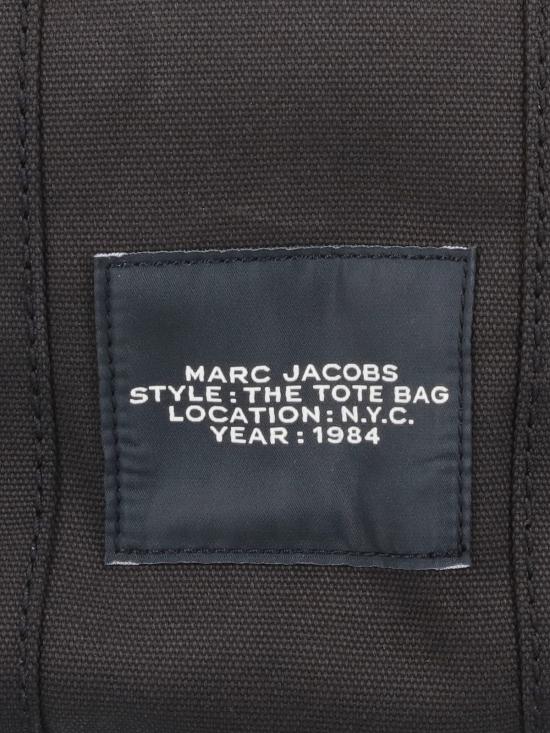 MARC JACOBS
STYLE : THE TOTE BAG
LOCATION : N.Y.C.
YEAR : 1984